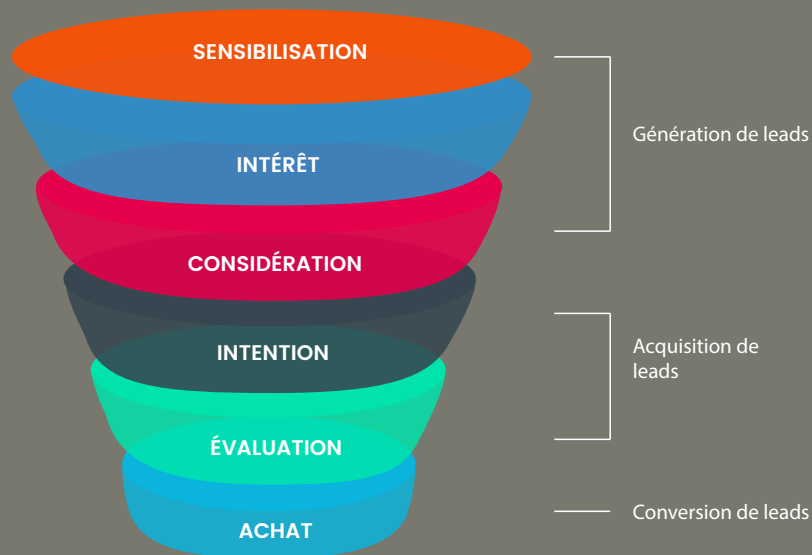 SENSIBILISATION
INTÉRÊT
CONSIDÉRATION
INTENTION
ÉVALUATION
ACHAT
Génération de leads
Acquisition de
leads
Conversion de leads